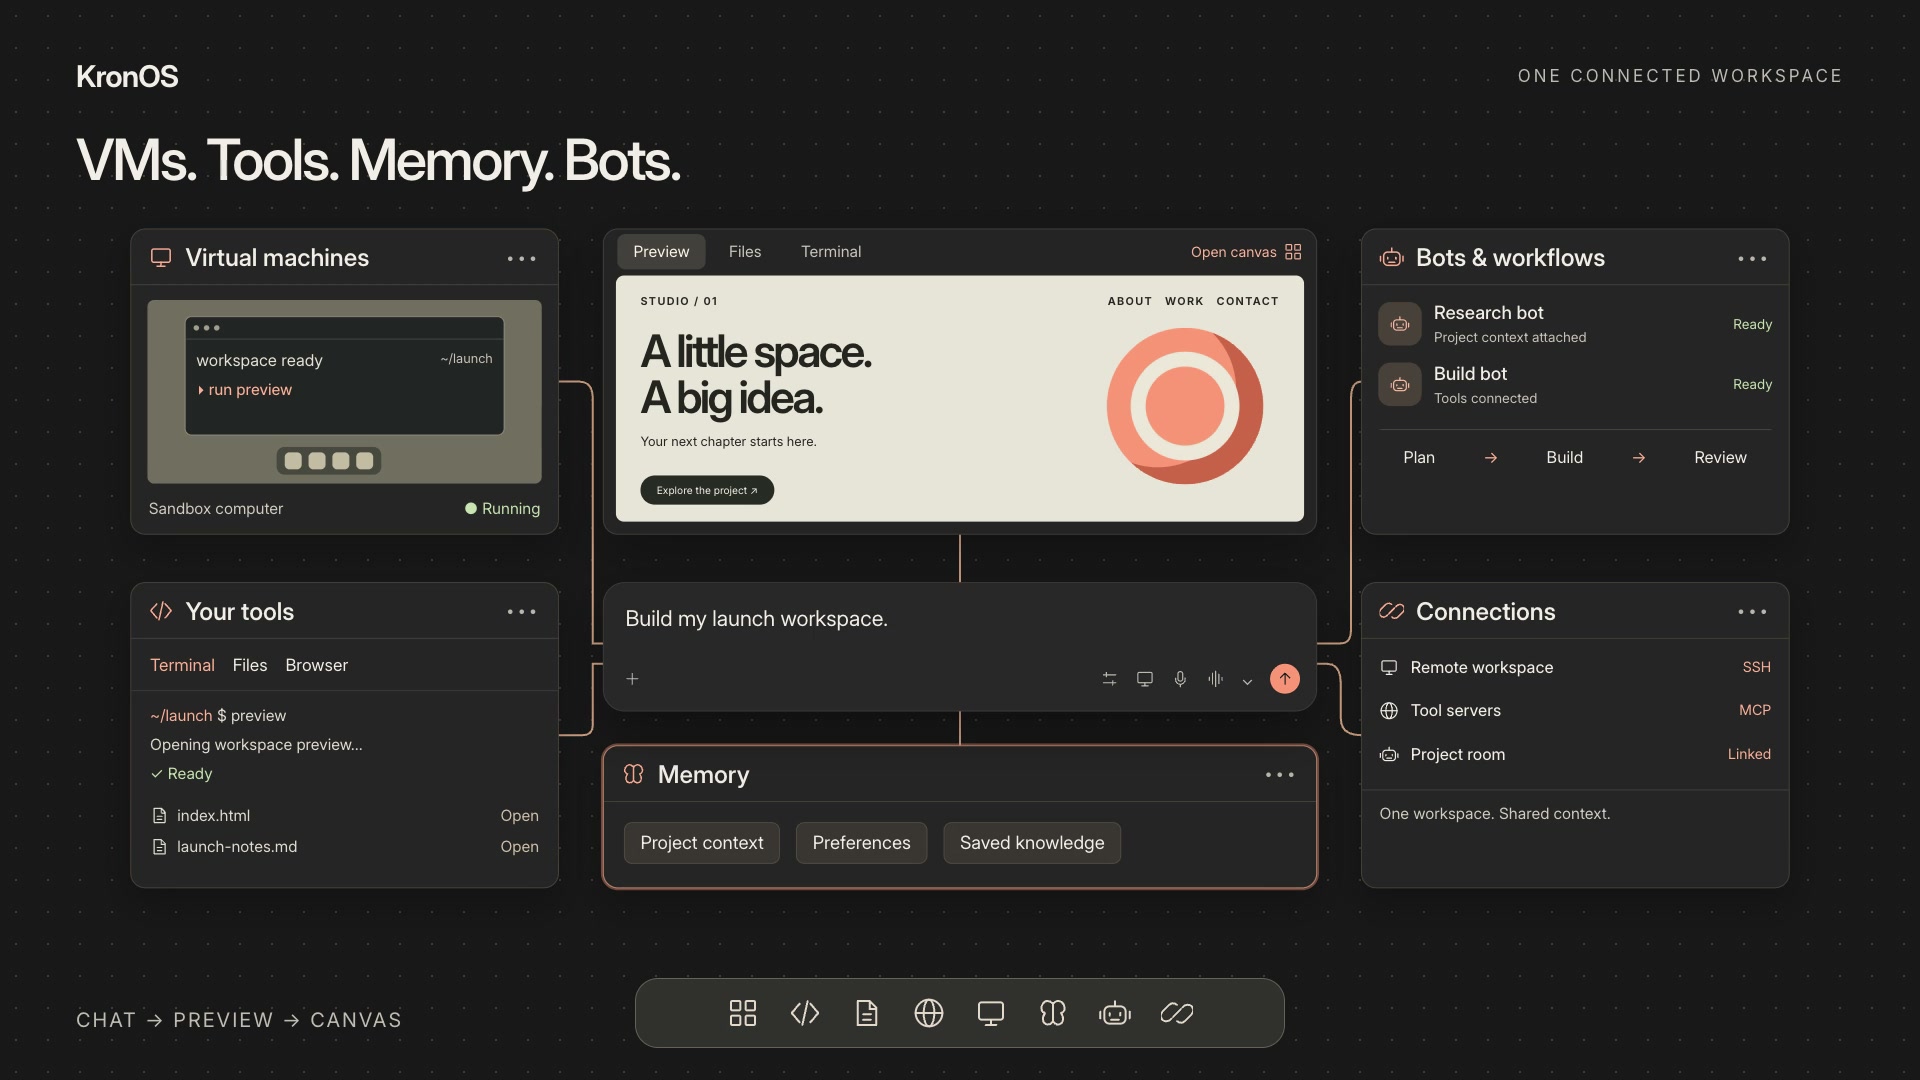 KronOS
ONE CONNECTED WORKSPACE
VMs. Tools. Memory. Bots.
Virtual machines
workspace ready
~/launch
run preview
Sandbox computer
Running
Preview
Files
Terminal
Open canvas
STUDIO / 01
ABOUT WORK CONTACT
A little space.
A big idea.
Your next chapter starts here.
Explore the project ↗
Bots & workflows
Research bot
Project context attached
Ready
Build bot
Tools connected
Ready
Plan → Build → Review
Your tools
Terminal Files Browser
~/launch $ preview
Opening workspace preview...
✓ Ready
index.html
Open
launch-notes.md
Open
Build my launch workspace.
Memory
Project context
Preferences
Saved knowledge
Connections
Remote workspace
SSH
Tool servers
MCP
Project room
Linked
One workspace. Shared context.
CHAT → PREVIEW → CANVAS